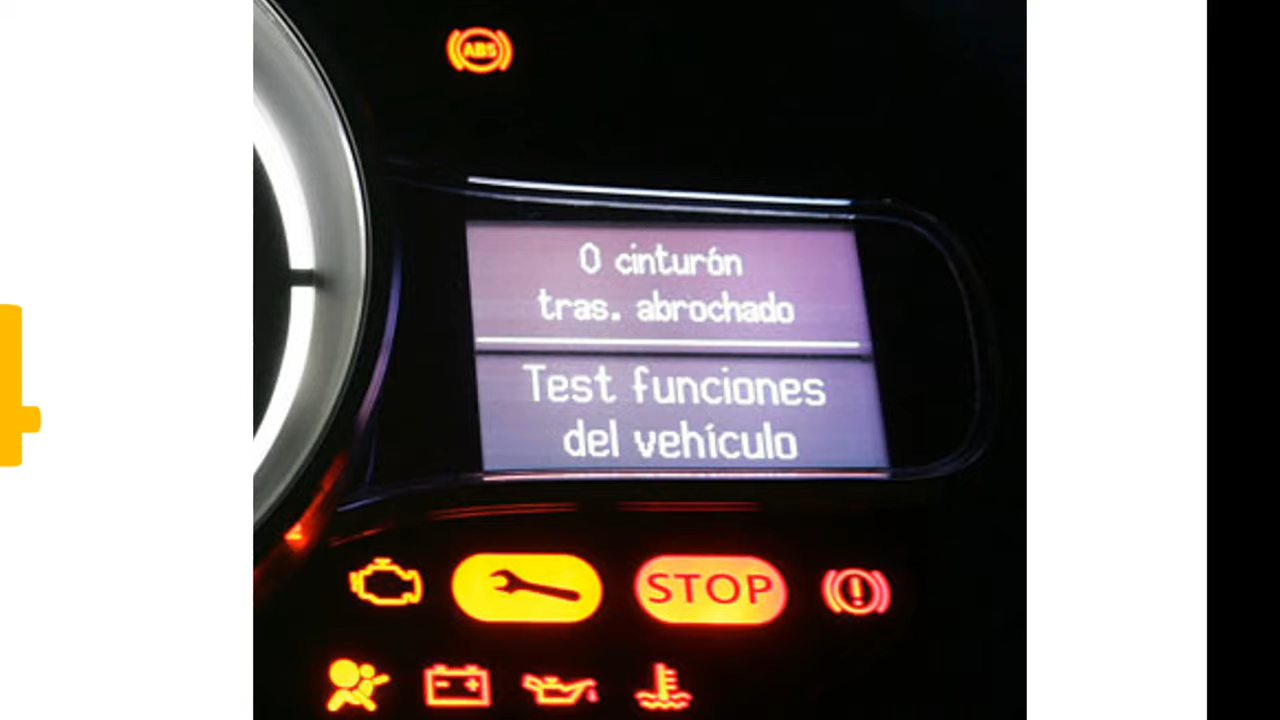 ABS
0 cinturón
tras. abrochado
Test funciones
del vehículo
STOP